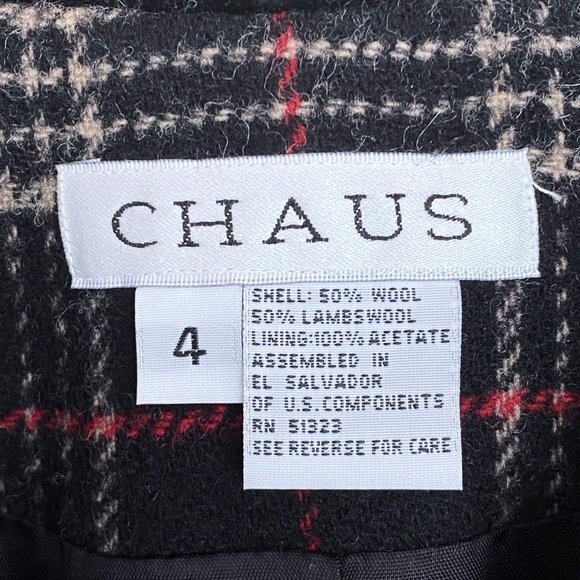 CHAUS
4
SHELL: 50% WOOL
50% LAMBSWOOL
LINING:100% ACETATE
ASSEMBLED IN
EL SALVADOR
OF U.S.COMPONENTS
RN 51323
SEE REVERSE FOR CARE